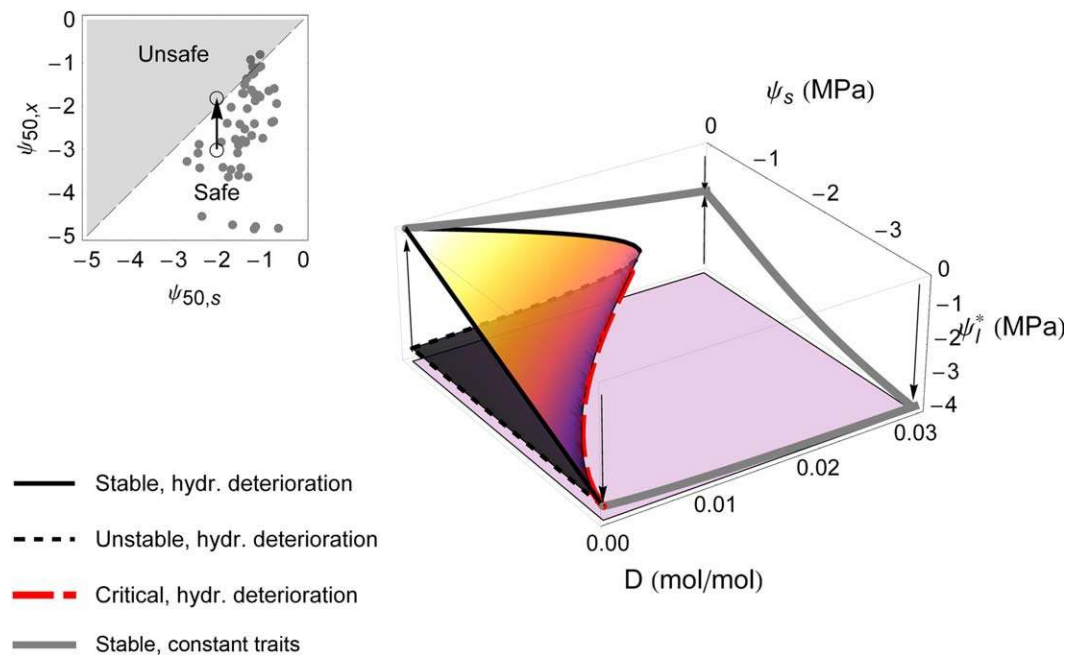 0
-1
-2
-3
-4
-5
Unsafe
Safe
ψ50,x
-5 -4 -3 -2 -1 0
ψ50,s
ψs (MPa)
0
-1
-2
-3
0
-1
-2
-3
-4
ψl* (MPa)
0.03
0.02
0.01
0.00
D (mol/mol)
Stable, hydr. deterioration
Unstable, hydr. deterioration
Critical, hydr. deterioration
Stable, constant traits